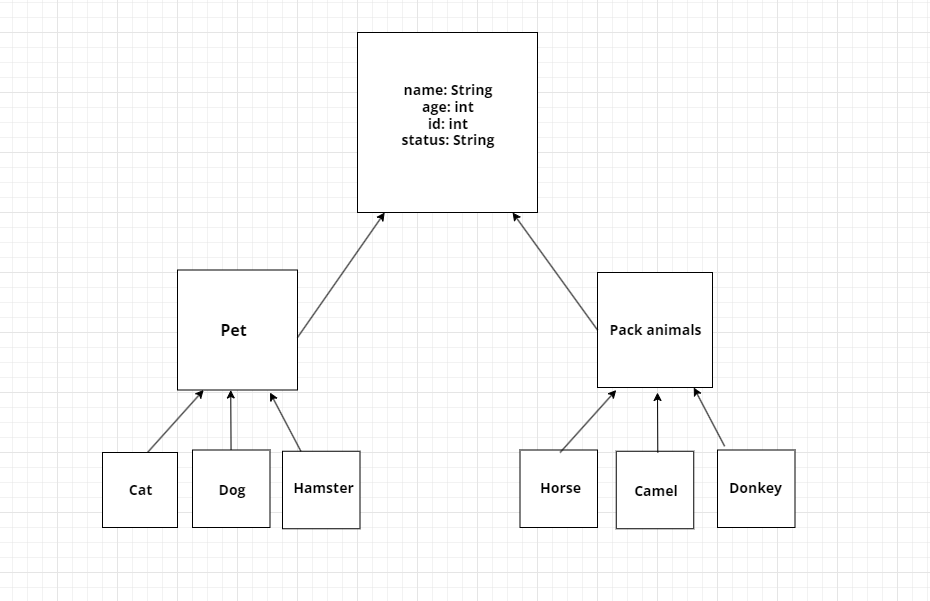 name: String
age: int
id: int
status: String
Pet
Pack animals
Cat
Dog
Hamster
Horse
Camel
Donkey